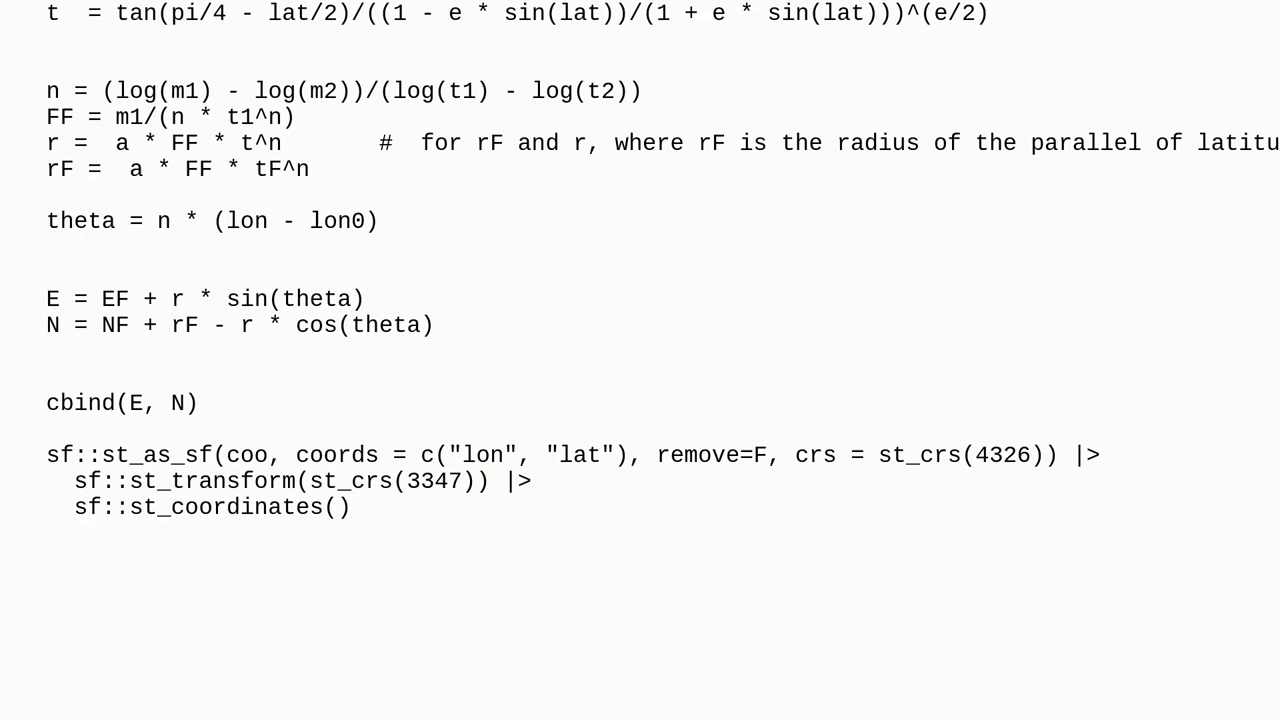 t  = tan(pi/4 - lat/2)/((1 - e * sin(lat))/(1 + e * sin(lat)))^(e/2)
n = (log(m1) - log(m2))/(log(t1) - log(t2))
FF = m1/(n * t1^n)
r =  a * FF * t^n       #  for rF and r, where rF is the radius of the parallel of latitu
rF =  a * FF * tF^n
theta = n * (lon - lon0)
E = EF + r * sin(theta)
N = NF + rF - r * cos(theta)
cbind(E, N)
sf::st_as_sf(coo, coords = c("lon", "lat"), remove=F, crs = st_crs(4326)) |>
  sf::st_transform(st_crs(3347)) |>
  sf::st_coordinates()